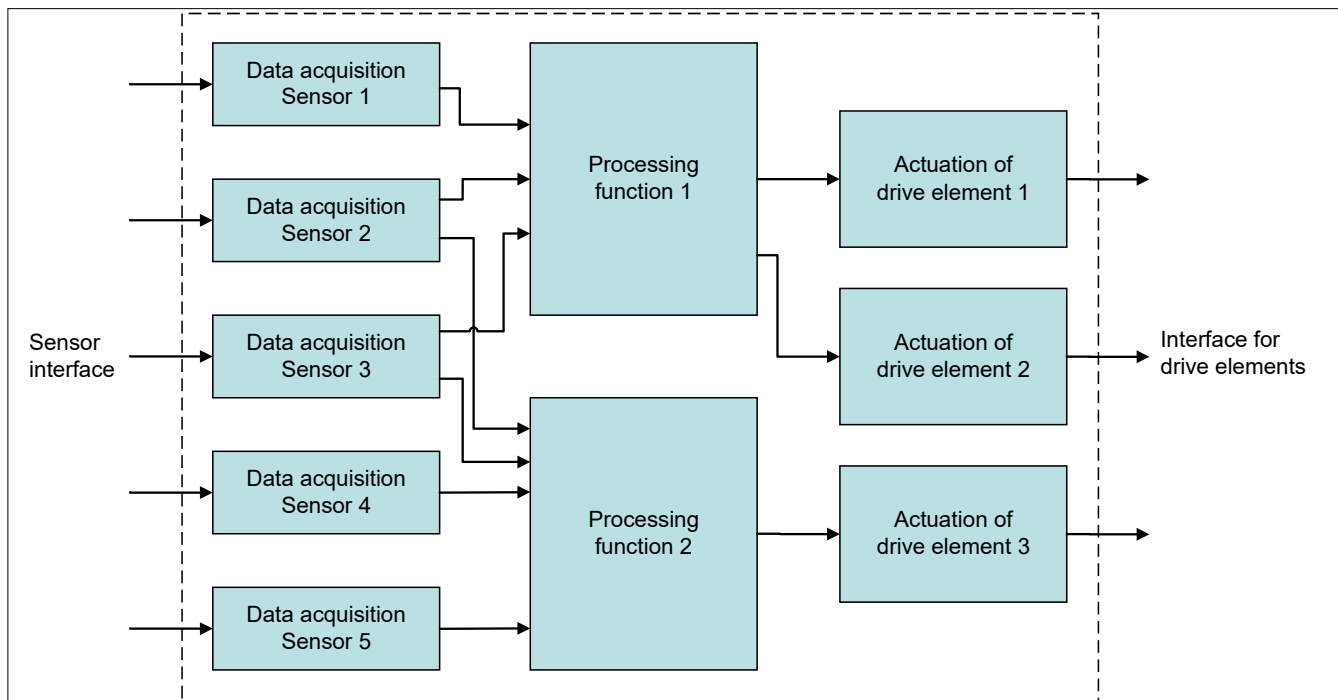 Data acquisition
Sensor 1
Data acquisition
Sensor 2
Sensor
interface
Data acquisition
Sensor 3
Data acquisition
Sensor 4
Data acquisition
Sensor 5
Processing
function 1
Processing
function 2
Actuation of
drive element 1
Actuation of
drive element 2
Actuation of
drive element 3
Interface for
drive elements